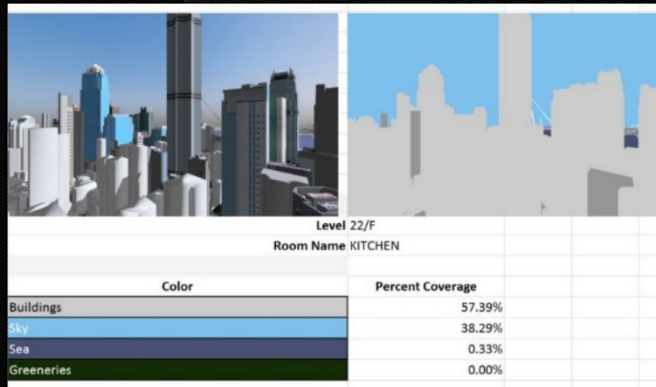 Level 22/F
Room Name KITCHEN
Color Percent Coverage
Buildings 57.39%
Sky 38.29%
Sea 0.33%
Greeneries 0.00%